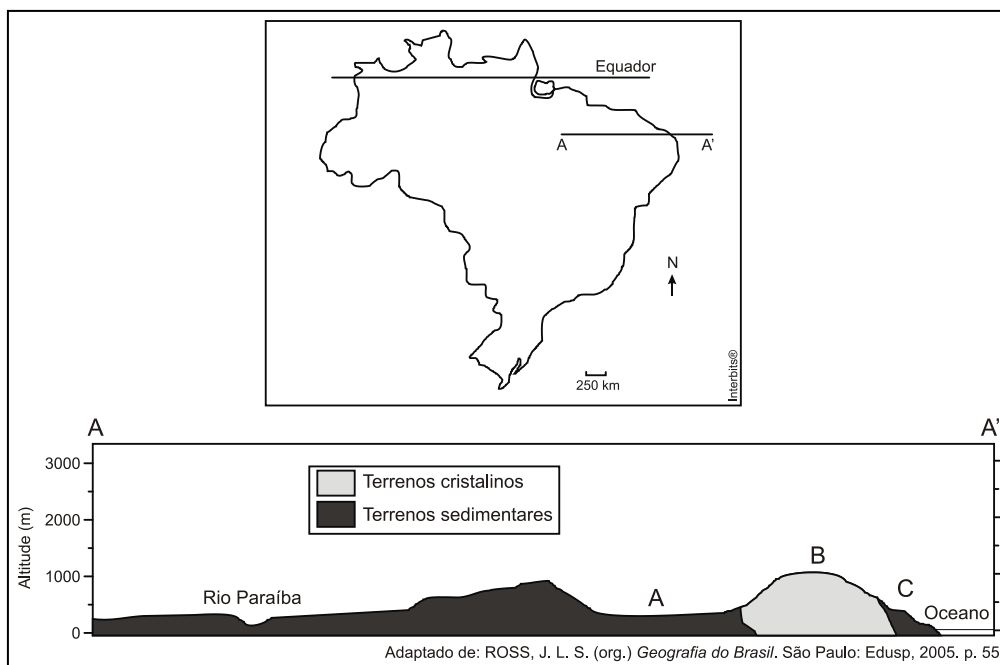 Equador
A
A'
N
250 km
Interbits®
A
A'
3000
2000
1000
0
Altitude (m)
Terrenos cristalinos
Terrenos sedimentares
Rio Paraíba
A
B
C
Oceano
Adaptado de: ROSS, J. L. S. (org.) Geografia do Brasil. São Paulo: Edusp, 2005. p. 55